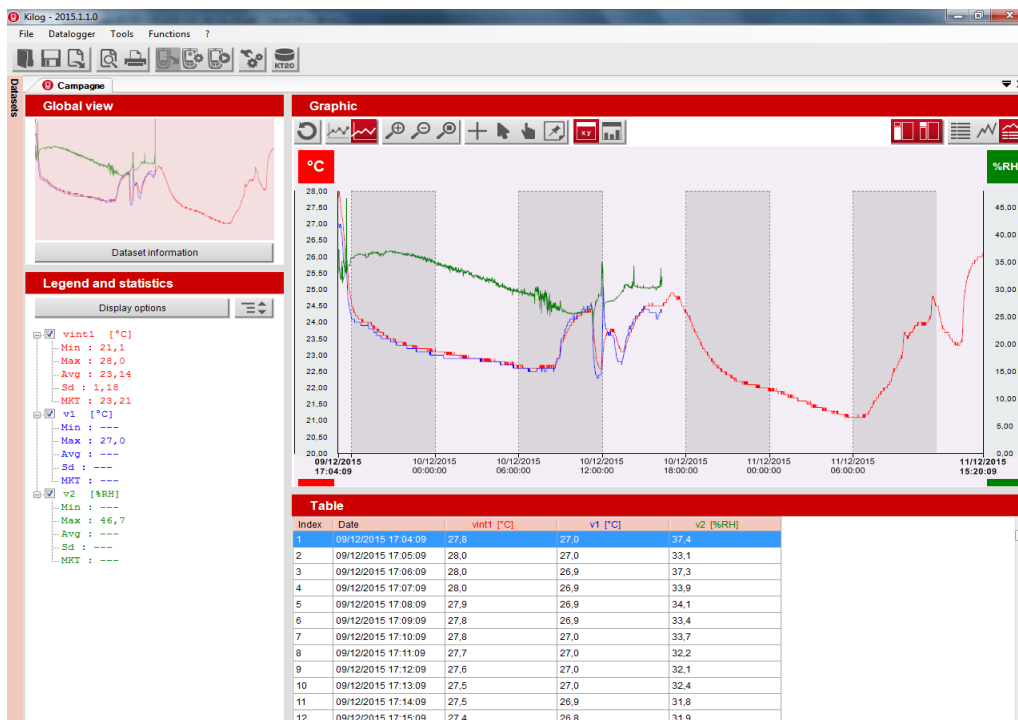 Kilog - 2015.1.1.0
File Datalogger Tools Functions ?
KT20
Datasets
Campagne
Global view
Dataset information
Legend and statistics
Display options
vint1 [°C]
Min : 21,1
Max : 28,0
Avg : 23,14
Sd : 1,18
MKT : 23,21
v1 [°C]
Min : ---
Max : 27,0
Avg : ---
Sd : ---
MKT : ---
v2 [%RH]
Min : ---
Max : 46,7
Avg : ---
Sd : ---
MKT : ---
Graphic
xy
°C
%RH
28,00
27,50
27,00
26,50
26,00
25,50
25,00
24,50
24,00
23,50
23,00
22,50
22,00
21,50
21,00
20,50
20,00
45,00
40,00
35,00
30,00
25,00
20,00
15,00
10,00
5,00
0,00
09/12/2015 10/12/2015 10/12/2015 10/12/2015 10/12/2015 11/12/2015 11/12/2015 11/12/2015
17:04:09 00:00:00 06:00:00 12:00:00 18:00:00 00:00:00 06:00:00 15:20:09
Table
Index Date vint1 [°C] v1 [°C] v2 [%RH]
1 09/12/2015 17:04:09 27,8 27,0 37,4
2 09/12/2015 17:05:09 28,0 27,0 33,1
3 09/12/2015 17:06:09 28,0 26,9 37,3
4 09/12/2015 17:07:09 28,0 26,9 33,9
5 09/12/2015 17:08:09 27,9 26,9 34,1
6 09/12/2015 17:09:09 27,8 26,9 33,4
7 09/12/2015 17:10:09 27,8 27,0 33,7
8 09/12/2015 17:11:09 27,7 27,0 32,2
9 09/12/2015 17:12:09 27,6 27,0 32,1
10 09/12/2015 17:13:09 27,5 27,0 32,4
11 09/12/2015 17:14:09 27,5 26,9 31,8
12 09/12/2015 17:15:09 27,4 26,8 31,9